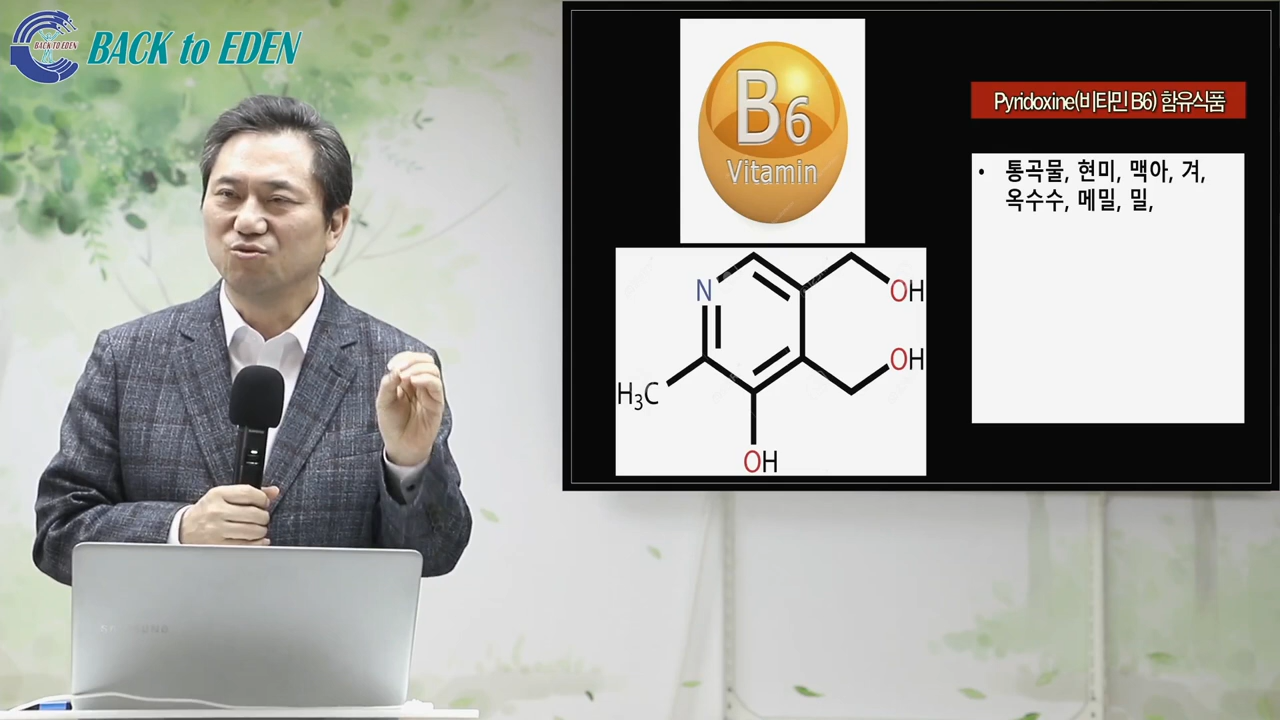 BACK TO EDEN
BACK to EDEN
B6
Vitamin
Pyridoxine(비타민 B6) 함유식품
• 통곡물, 현미, 맥아, 겨,
옥수수, 메밀, 밀,
N
OH
OH
H₃C
OH